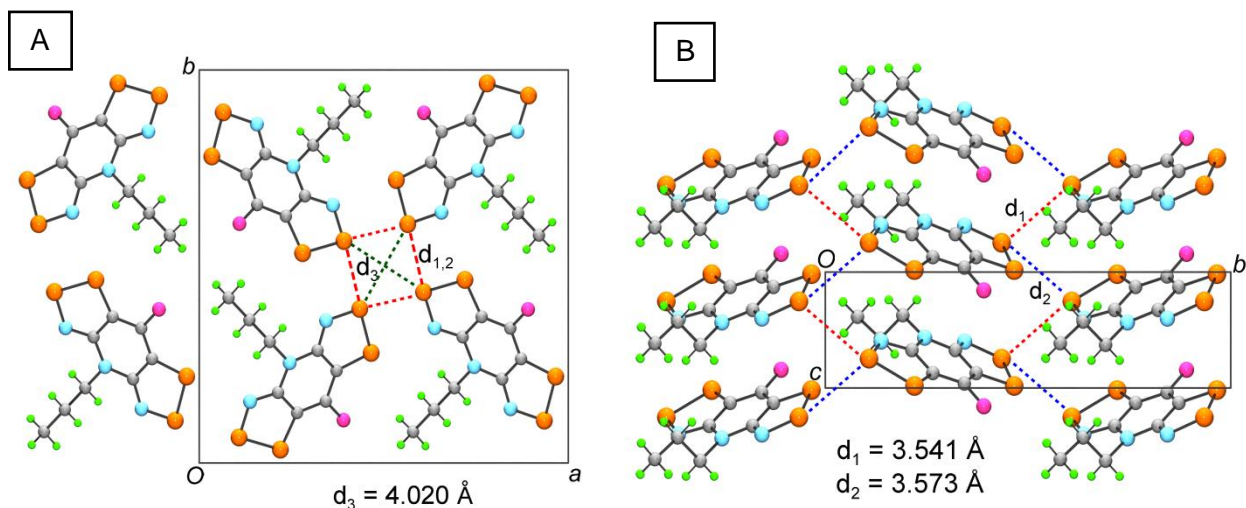 A
b
d₃
d₁,₂
O
a
d₃ = 4.020 Å
B
d₁
O
b
d₂
c
d₁ = 3.541 Å
d₂ = 3.573 Å